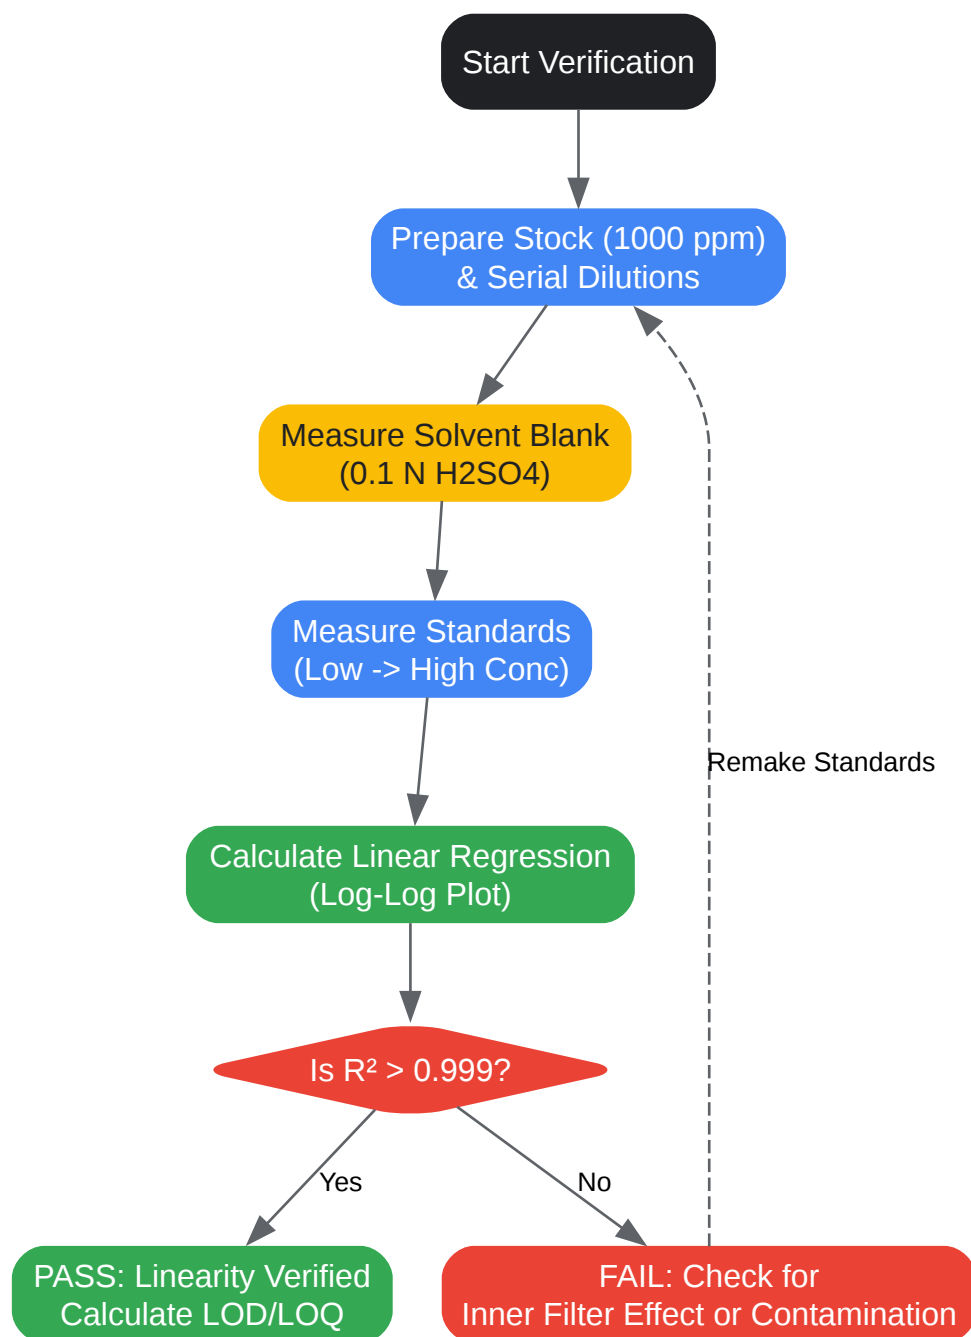 Start Verification
Prepare Stock (1000 ppm)
& Serial Dilutions
Measure Solvent Blank
(0.1 N H2SO4)
Measure Standards
(Low -> High Conc)
Remake Standards
Calculate Linear Regression
(Log-Log Plot)
Is R² > 0.999?
Yes
No
PASS: Linearity Verified
Calculate LOD/LOQ
FAIL: Check for
Inner Filter Effect or Contamination